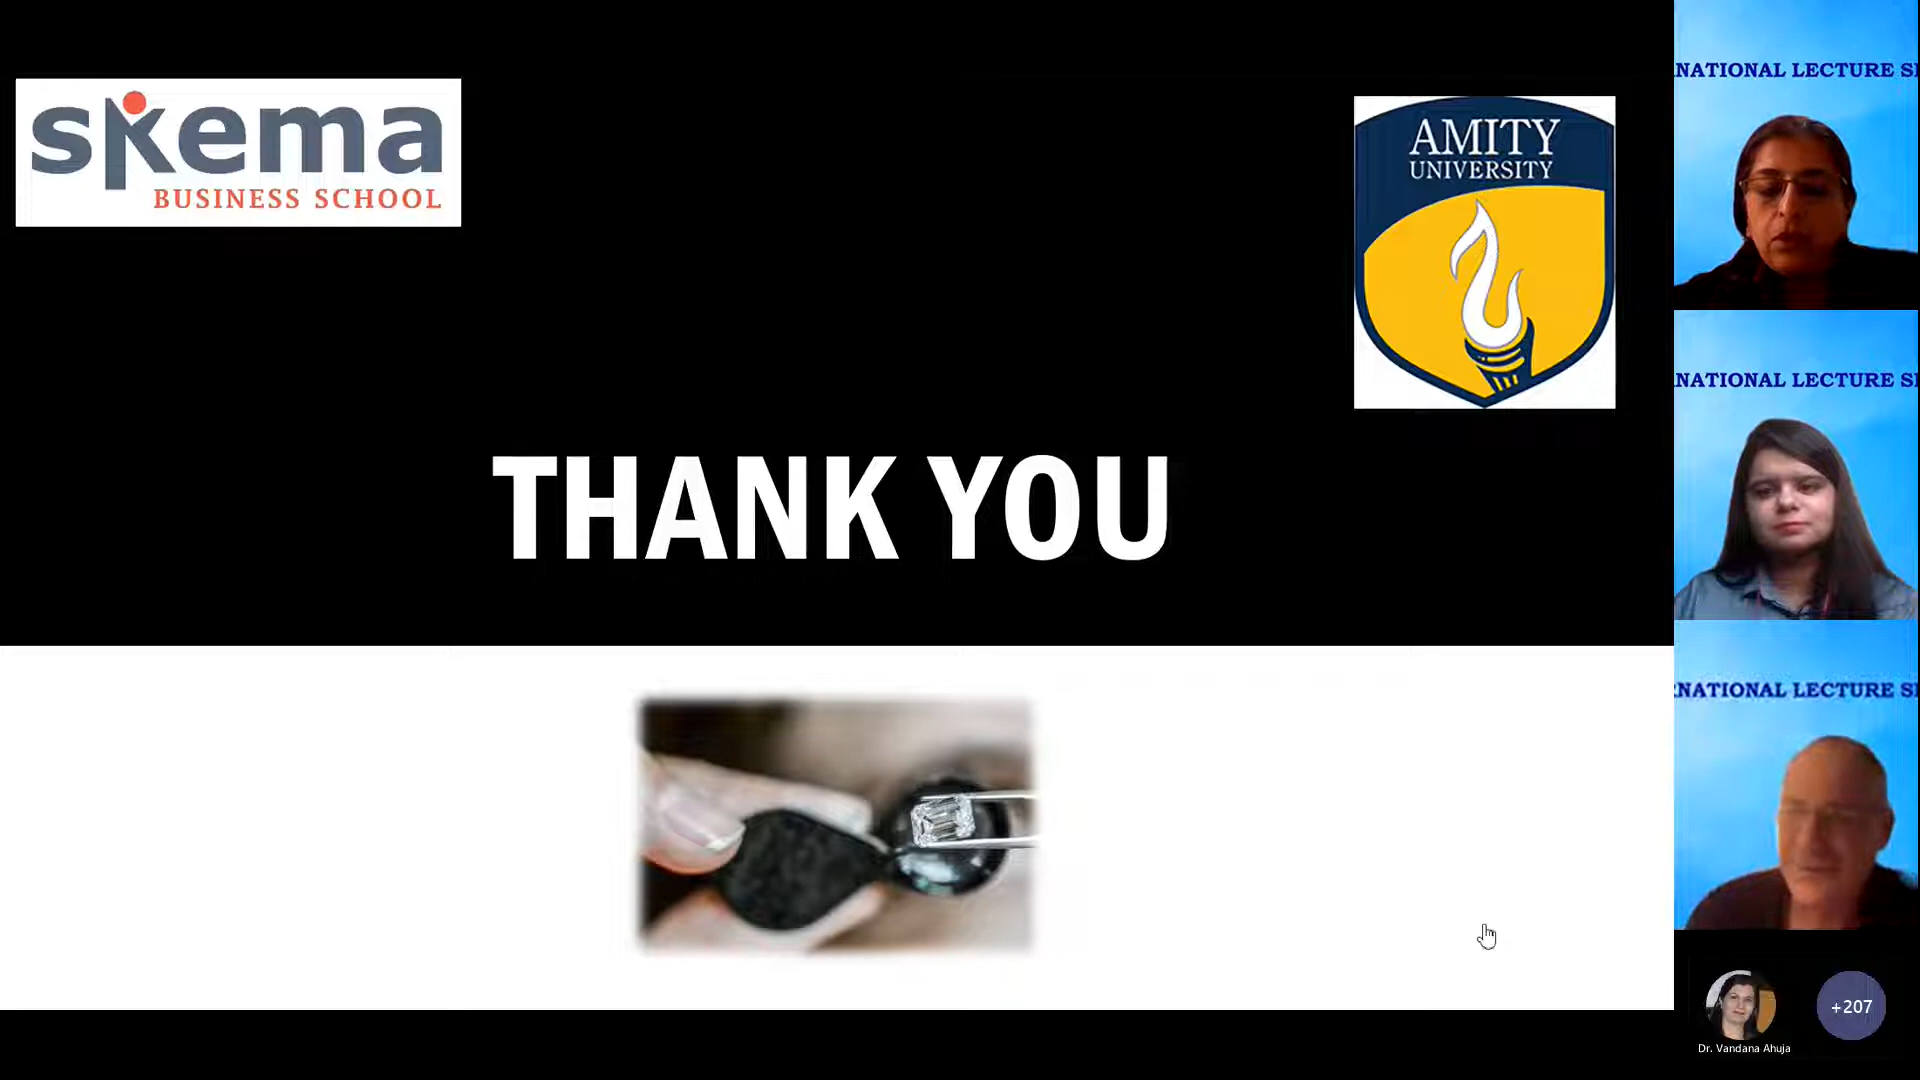 skema
BUSINESS SCHOOL
AMITY
UNIVERSITY
THANK YOU
NATIONAL LECTURE S
NATIONAL LECTURE S
NATIONAL LECTURE S
Dr. Vandana Ahuja
+207